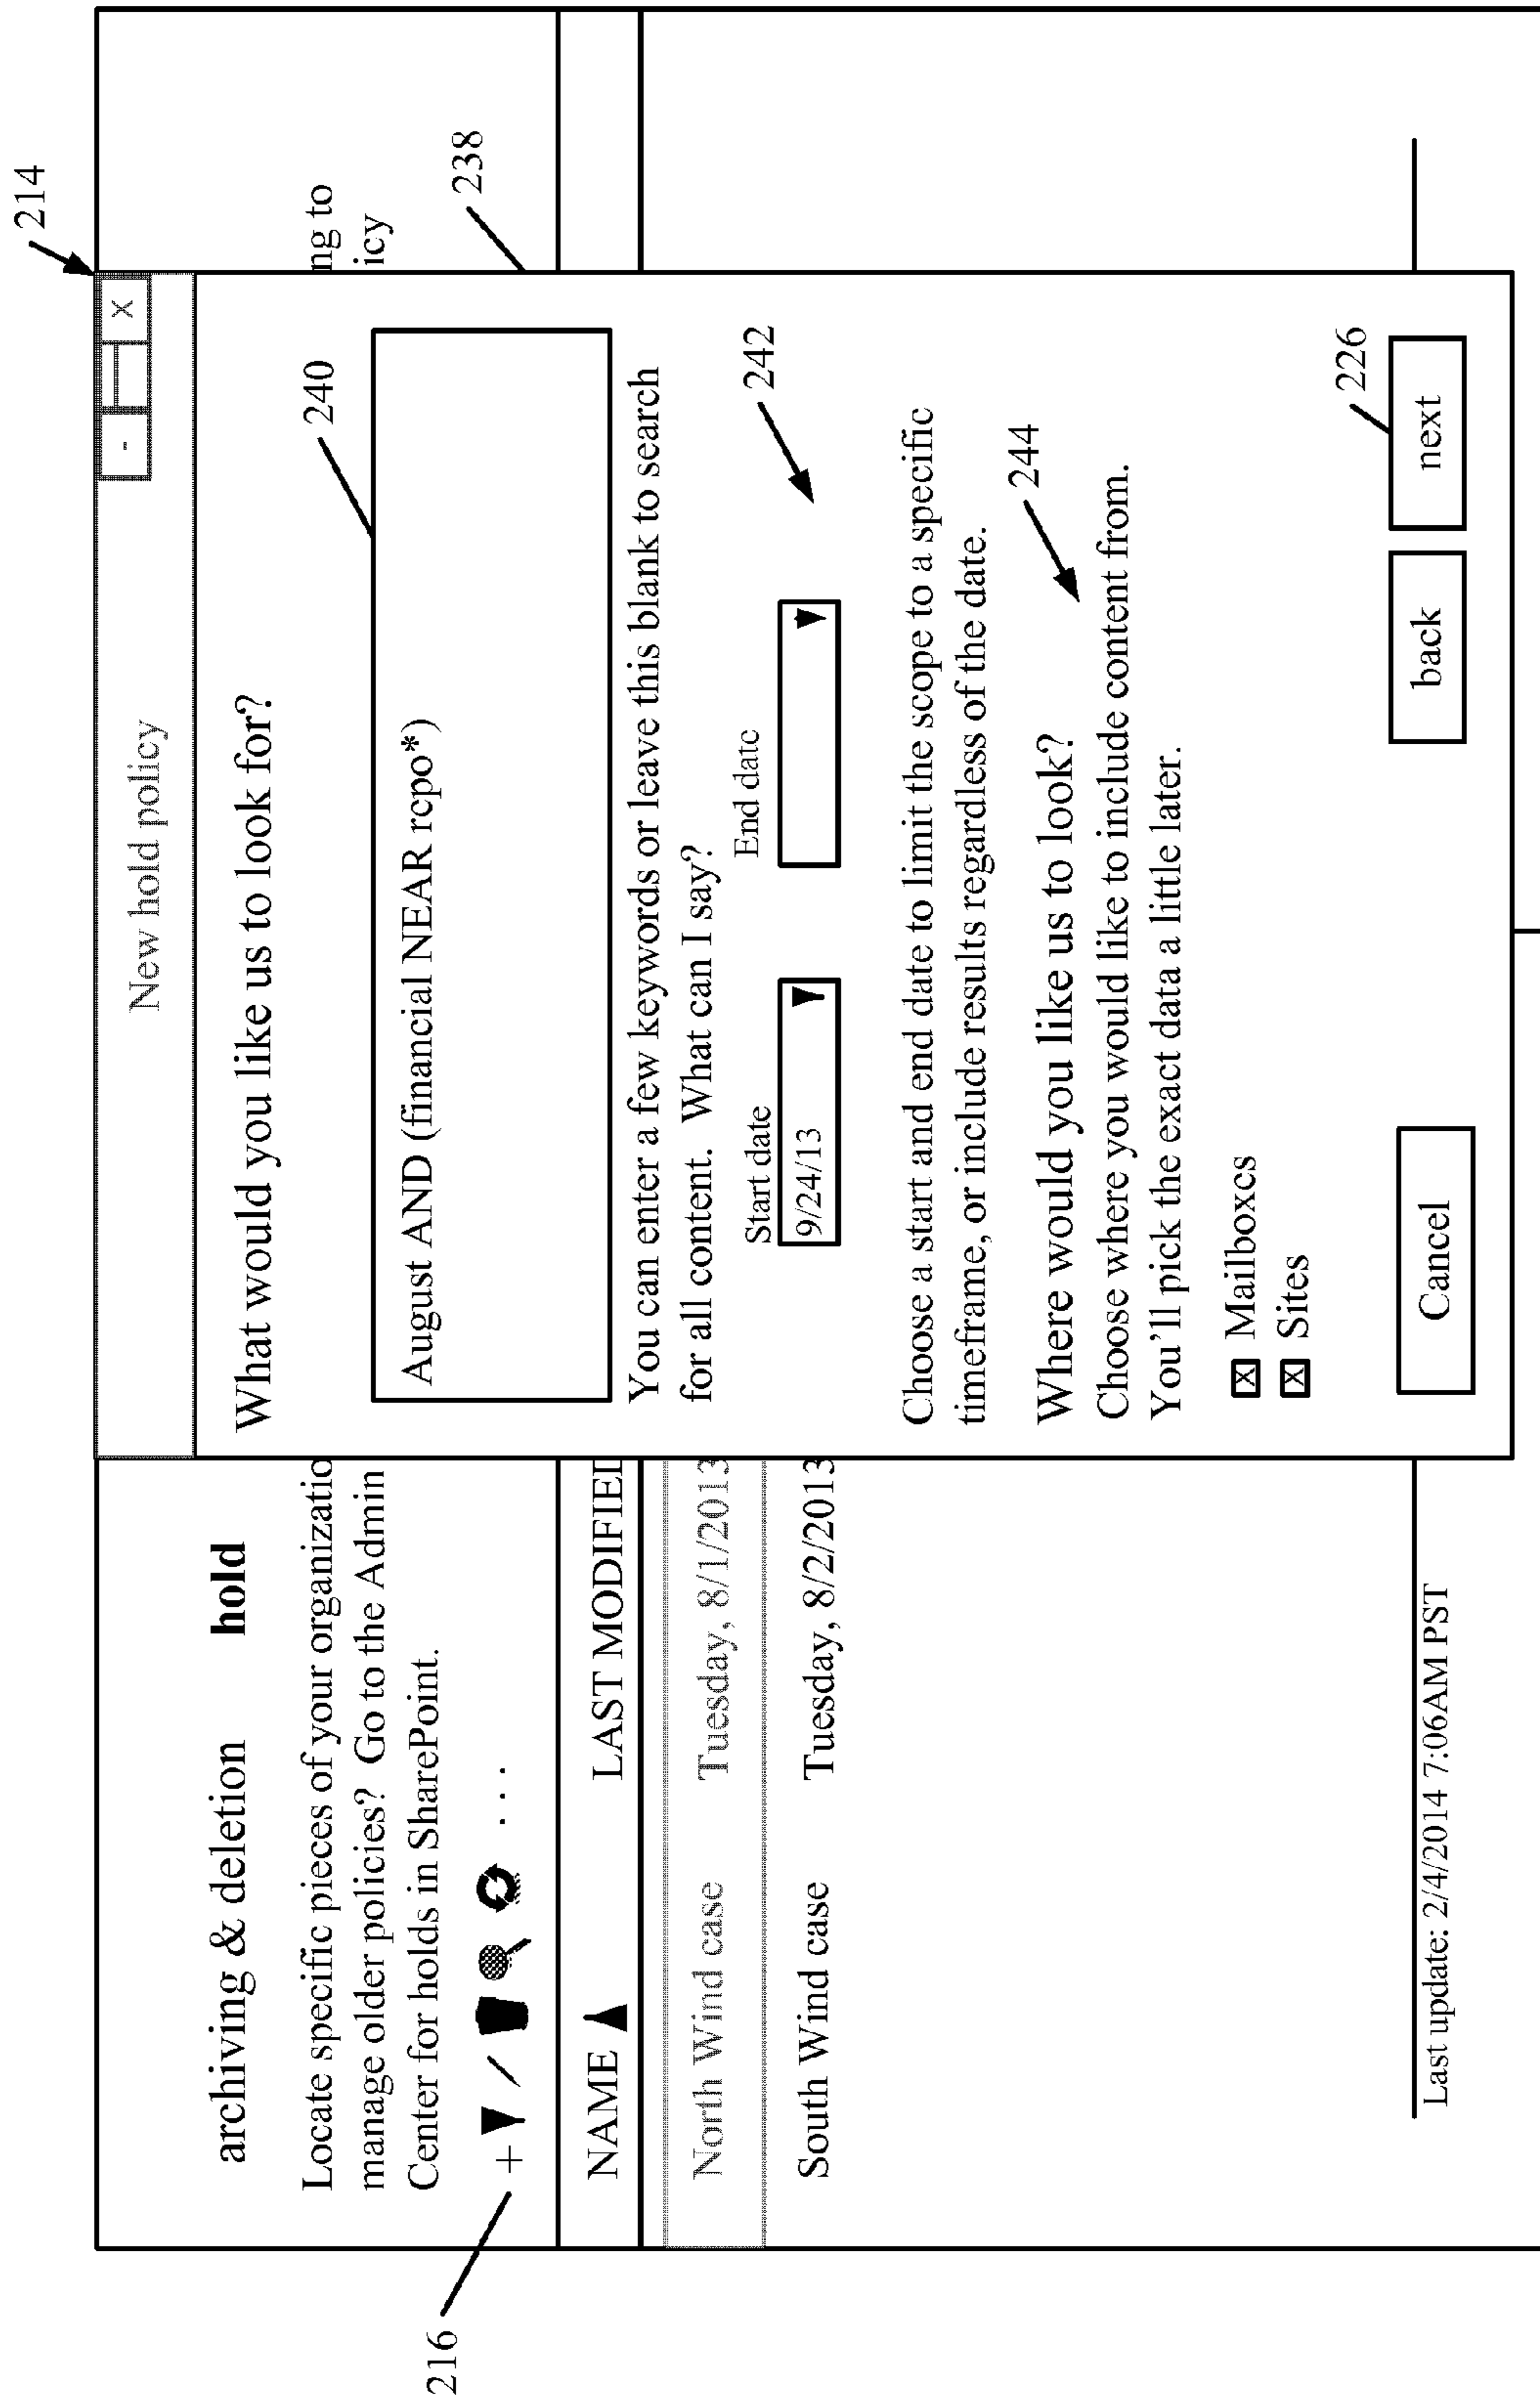 214
archiving & deletion hold
Locate specific pieces of your organizatio
manage older policies? Go to the Admin
Center for holds in SharePoint.
ng to
icy
216
+ . . .
NAME LAST MODIFIED
North Wind case Tuesday, 8/1/2013
South Wind case Tuesday, 8/2/2013
Last update: 2/4/2014 7:06AM PST
- X
New hold policy
238
What would you like us to look for?
240
August AND (financial NEAR repo*)
You can enter a few keywords or leave this blank to search
for all content. What can I say?
Start date End date
9/24/13
242
Choose a start and end date to limit the scope to a specific
timeframe, or include results regardless of the date.
Where would you like us to look?
244
Choose where you would like to include content from.
You'll pick the exact data a little later.
X Mailboxes
X Sites
226
Cancel back next